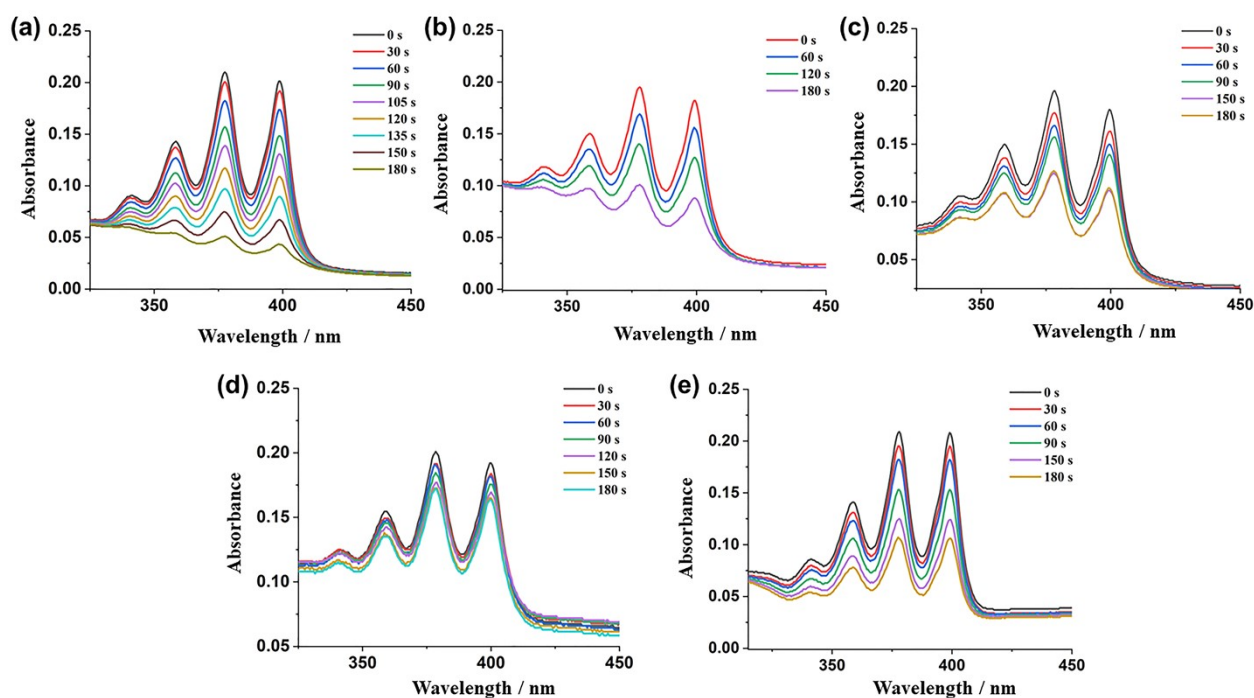 (a)
0.25
0.20
0.15
0.10
0.05
0.00
Absorbance
350
400
450
Wavelength / nm
0 s
30 s
60 s
90 s
105 s
120 s
135 s
150 s
180 s
(b)
0.25
0.20
0.15
0.10
0.05
0.00
Absorbance
350
400
450
Wavelength / nm
0 s
60 s
120 s
180 s
(c)
0.25
0.20
0.15
0.10
0.05
Absorbance
350
400
450
Wavelength / nm
0 s
30 s
60 s
90 s
150 s
180 s
(d)
0.25
0.20
0.15
0.10
0.05
Absorbance
350
400
450
Wavelength / nm
0 s
30 s
60 s
90 s
120 s
150 s
180 s
(e)
0.25
0.20
0.15
0.10
0.05
0.00
Absorbance
350
400
450
Wavelength / nm
0 s
30 s
60 s
90 s
150 s
180 s